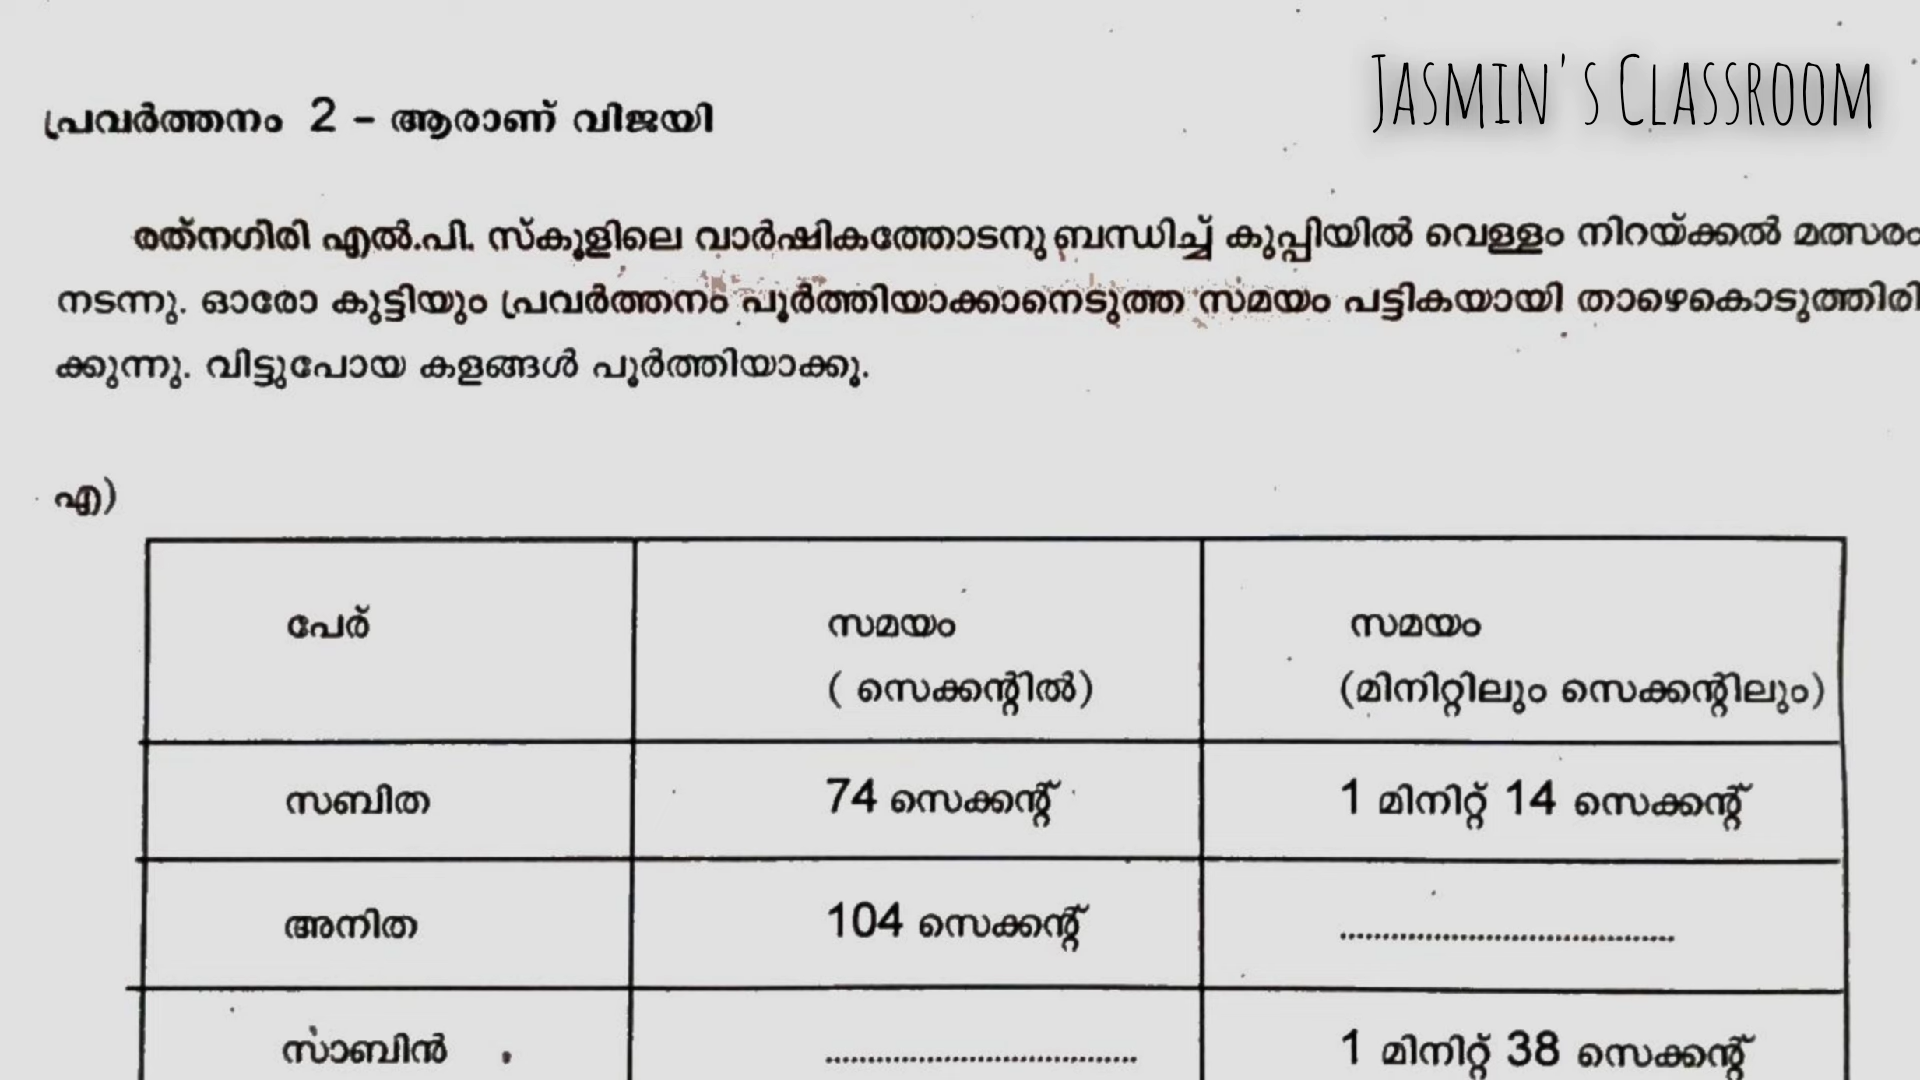 JASMIN'S CLASSROOM
പ്രവർത്തനം 2 – ആരാണ് വിജയി
രത്നഗിരി എൽ.പി. സ്കൂളിലെ വാർഷികത്തോടനുബന്ധിച്ച് കുപ്പിയിൽ വെള്ളം നിറയ്ക്കൽ മത്സരം
നടന്നു. ഓരോ കുട്ടിയും പ്രവർത്തനം പൂർത്തിയാക്കാനെടുത്ത സമയം പട്ടികയായി താഴെകൊടുത്തിരി
ക്കുന്നു. വിട്ടുപോയ കളങ്ങൾ പൂർത്തിയാക്കൂ.
എ)
പേര് സമയം സമയം
( സെക്കന്റിൽ) (മിനിറ്റിലും സെക്കന്റിലും)
സബിത 74 സെക്കന്റ് 1 മിനിറ്റ് 14 സെക്കന്റ്
അനിത 104 സെക്കന്റ് ........................................
സാബിൻ ........................................ 1 മിനിറ്റ് 38 സെക്കന്റ്